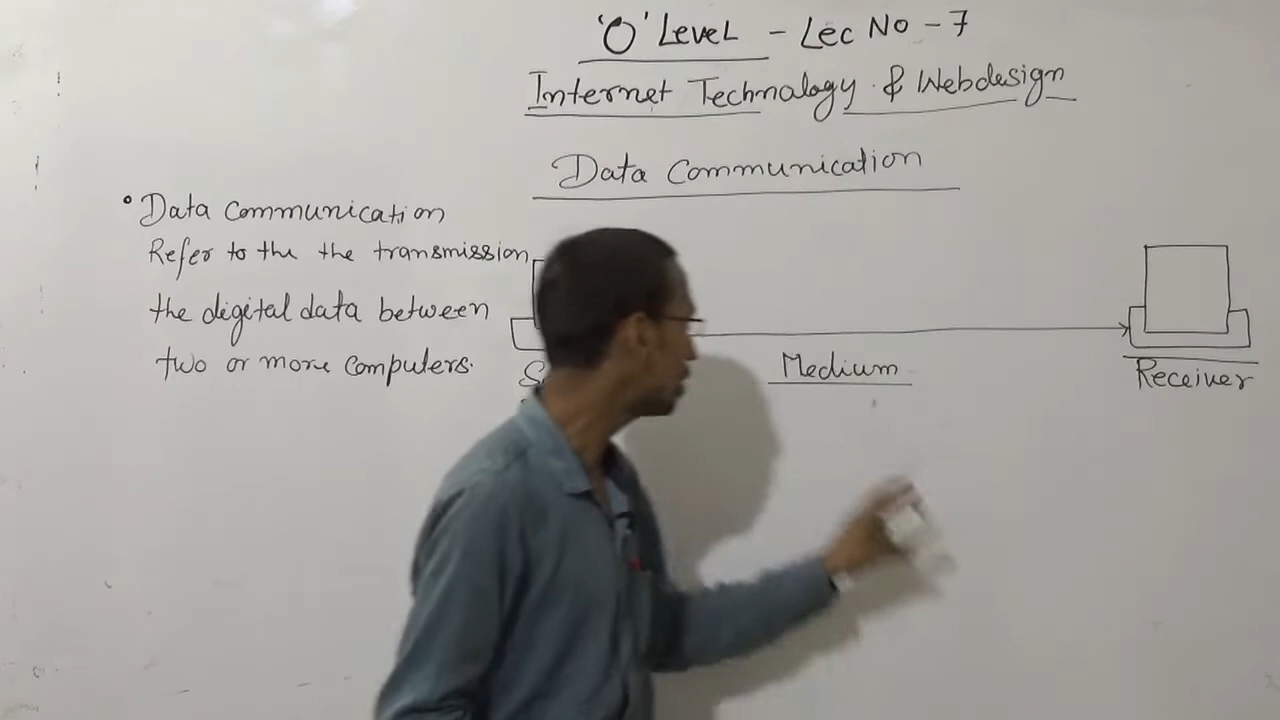 'O' Level - Lec No - 7
Internet Technology & Webdesign
Data Communication
• Data Communication
Refer to the the transmission
the digital data between
two or more computers.
Medium
Receiver